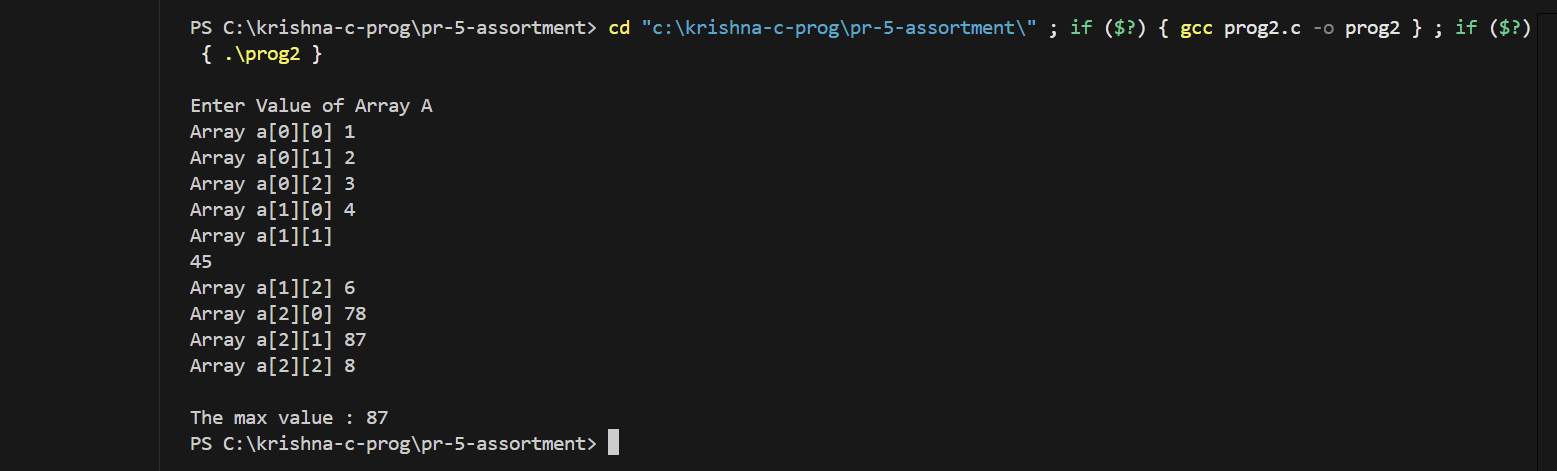 PS C:\krishna-c-prog\pr-5-assortment> cd "c:\krishna-c-prog\pr-5-assortment\" ; if ($?) { gcc prog2.c -o prog2 } ; if ($?)
{ .\prog2 }
Enter Value of Array A
Array a[0][0] 1
Array a[0][1] 2
Array a[0][2] 3
Array a[1][0] 4
Array a[1][1]
45
Array a[1][2] 6
Array a[2][0] 78
Array a[2][1] 87
Array a[2][2] 8
The max value : 87
PS C:\krishna-c-prog\pr-5-assortment>